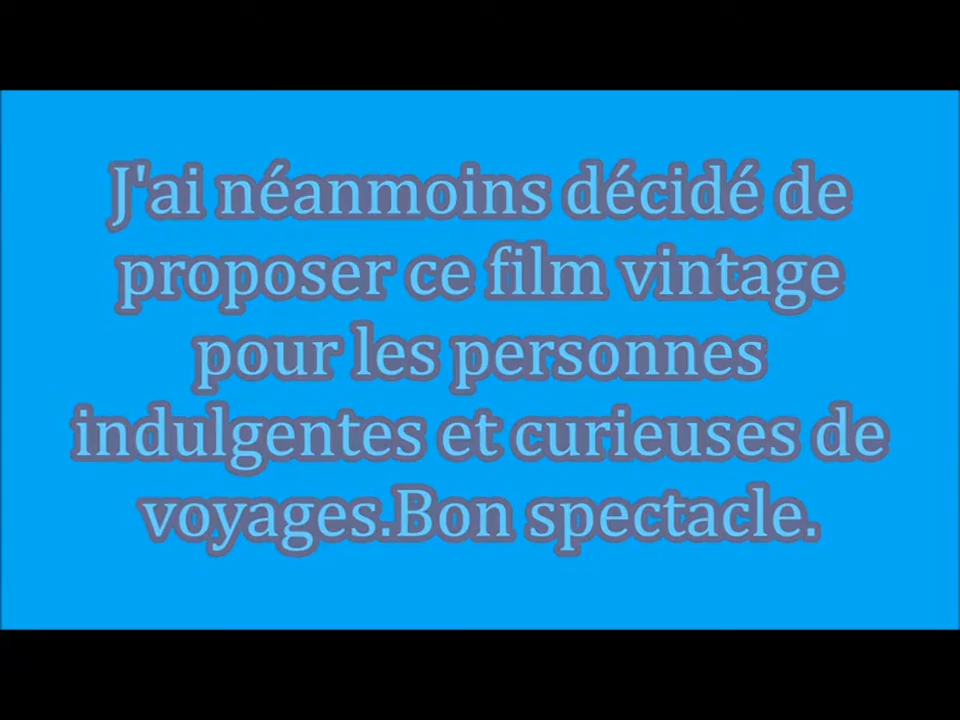 J'ai néanmoins décidé de
proposer ce film vintage
pour les personnes
indulgentes et curieuses de
voyages.Bon spectacle.